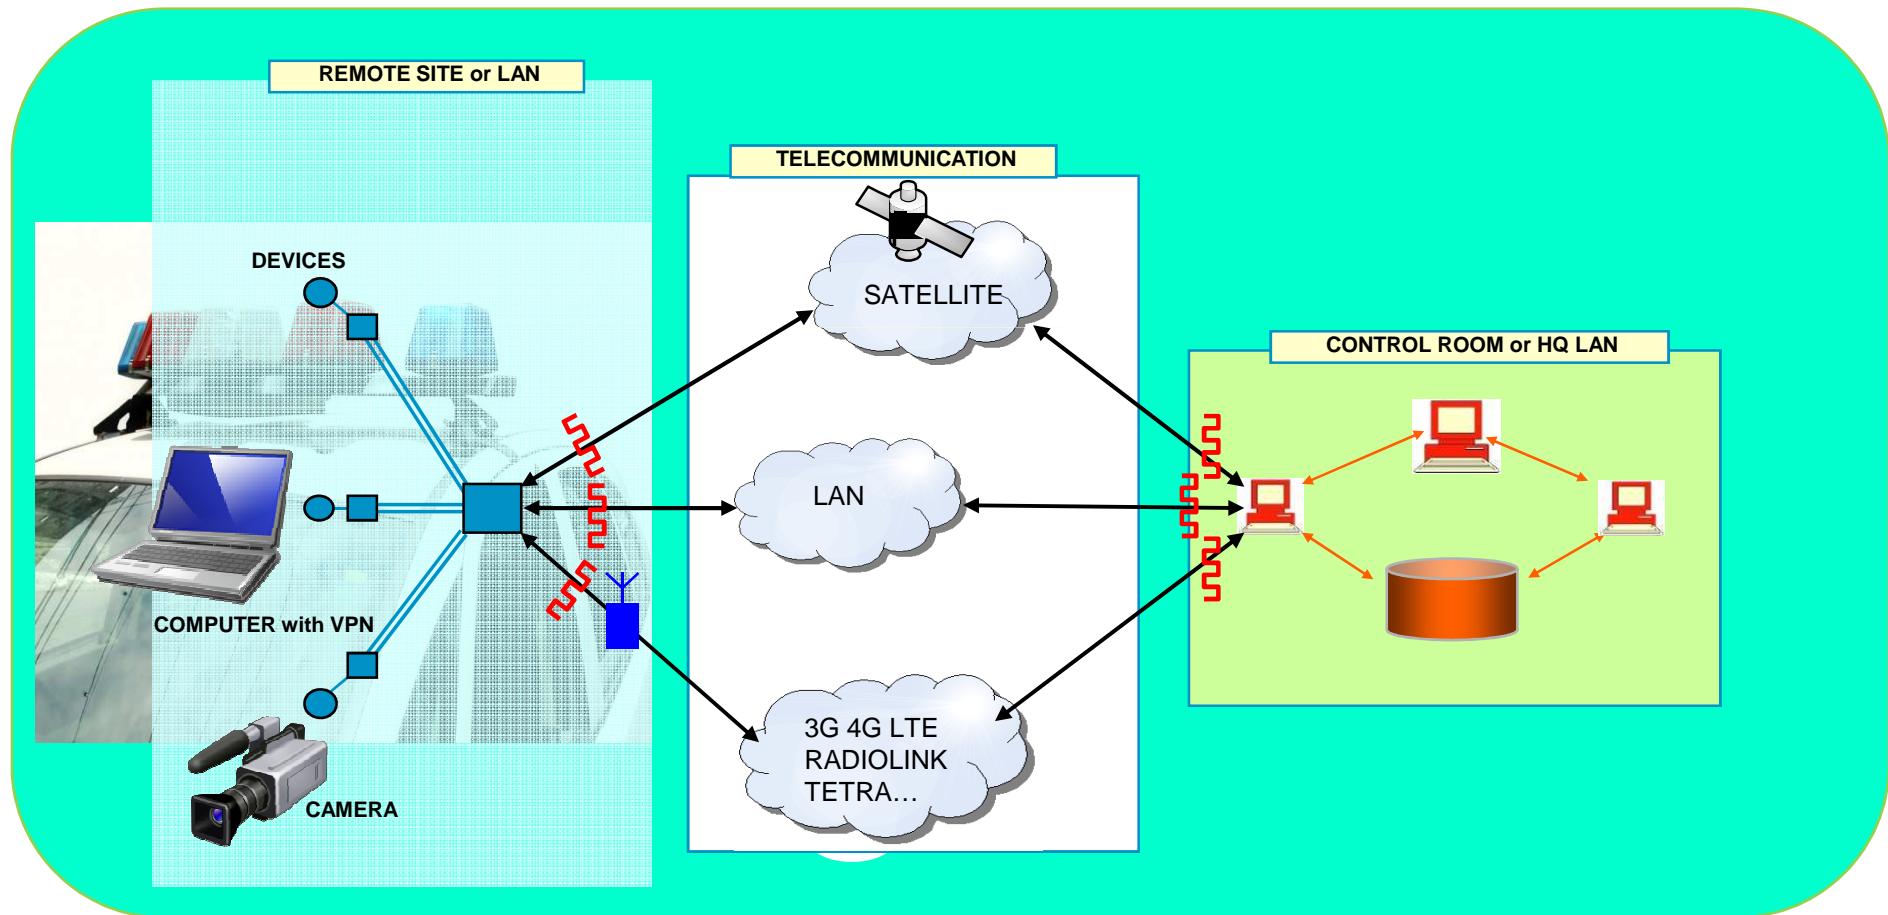 REMOTE SITE or LAN
TELECOMMUNICATION
DEVICES
SATELLITE
CONTROL ROOM or HQ LAN
LAN
COMPUTER with VPN
3G 4G LTE
RADIOLINK
TETRA…
CAMERA